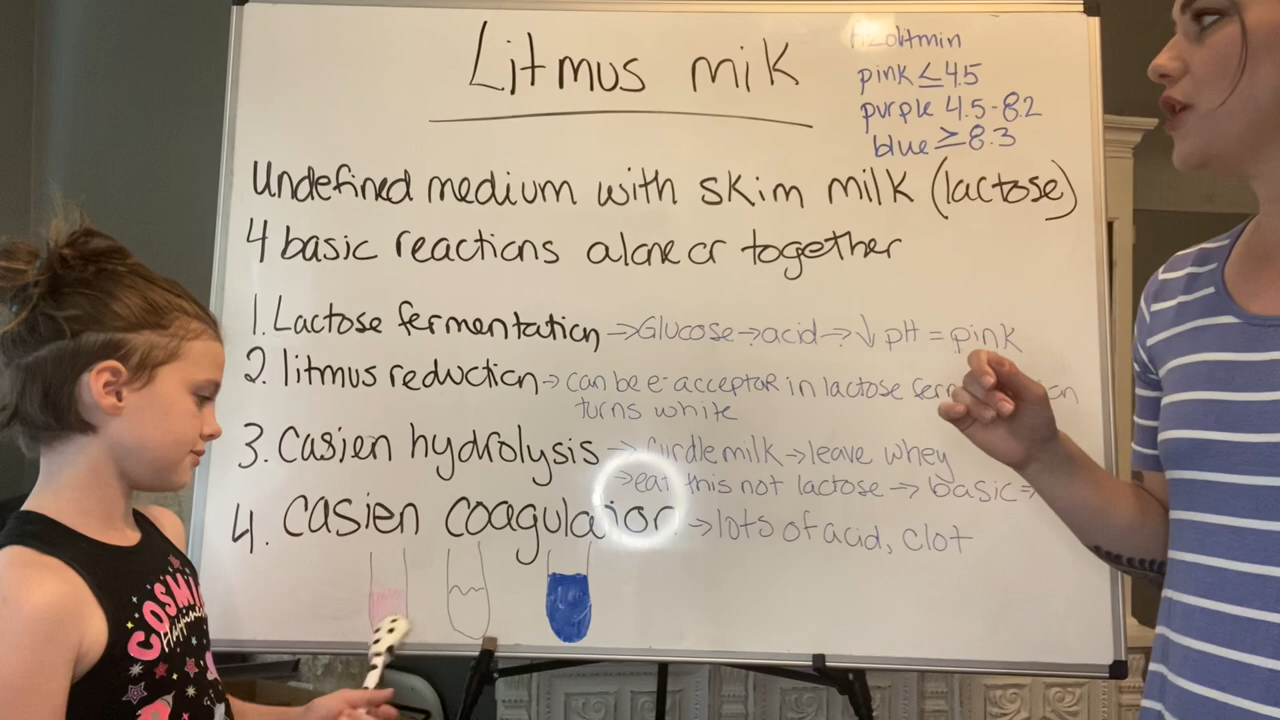 Litmus milk
Azolitmin
pink ≤4.5
purple 4.5-8.2
blue ≥8.3
Undefined medium with skim milk (lactose)
4 basic reactions alone or together
1. Lactose fermentation →Glucose→acid→↓pH = pink
2. litmus reduction→ can be e- acceptor in lactose
turns white
3. Casien hydrolysis → curdle milk→leave whey
→eat this not lactose → basic⇒
4. casien coagulation →lots of acid, clot
COSMIC
Happiness